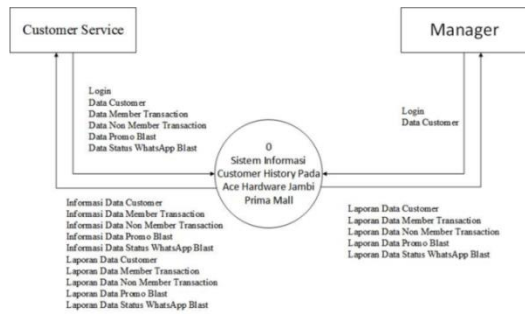 Customer Service
Manager
Login
Data Customer
Data Member Transaction
Data Non Member Transaction
Data Promo Blast
Data Status WhatsApp Blast
Login
Data Customer
0
Sistem Informasi
Customer History Pada
Ace Hardware Jambi
Prima Mall
Informasi Data Customer
Informasi Data Member Transaction
Informasi Data Non Member Transaction
Informasi Data Promo Blast
Informasi Data Status WhatsApp Blast
Laporan Data Customer
Laporan Data Member Transaction
Laporan Data Non Member Transaction
Laporan Data Promo Blast
Laporan Data Status WhatsApp Blast
Laporan Data Customer
Laporan Data Member Transaction
Laporan Data Non Member Transaction
Laporan Data Promo Blast
Laporan Data Status WhatsApp Blast